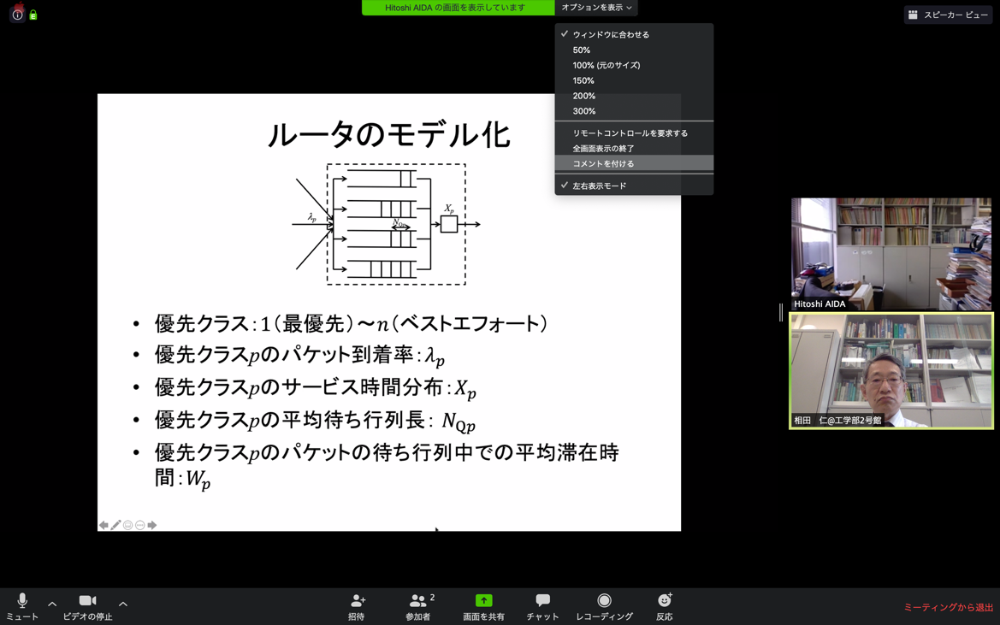 Hitoshi AIDA の画面を表示しています
オプションを表示
スピーカー ビュー
E
ウィンドウに合わせる
50%
100% (元のサイズ)
150%
200%
300%
リモートコントロールを要求する
全画面表示の終了
コメントを付ける
左右表示モード
ルータのモデル化
λp
NQp
Xp
• 優先クラス：1（最優先）～n（ベストエフォート）
• 優先クラスpのパケット到着率：λp
• 優先クラスpのサービス時間分布：Xp
• 優先クラスpの平均待ち行列長： NQp
• 優先クラスpのパケットの待ち行列中での平均滞在時
間：Wp
Hitoshi AIDA
相田 仁@工学部2号館
ミュート
ビデオの停止
招待
2
参加者
画面を共有
チャット
レコーディング
反応
ミーティングから退出